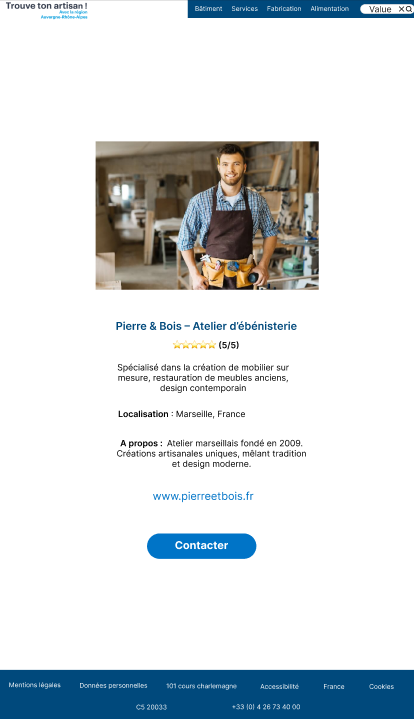 Trouve ton artisan !
Avec la région
Auvergne-Rhône-Alpes
Bâtiment Services Fabrication Alimentation
Value
Pierre & Bois – Atelier d'ébénisterie
(5/5)
Spécialisé dans la création de mobilier sur
mesure, restauration de meubles anciens,
design contemporain
Localisation : Marseille, France
A propos : Atelier marseillais fondé en 2009.
Créations artisanales uniques, mêlant tradition
et design moderne.
www.pierreetbois.fr
Contacter
Mentions légales Données personnelles 101 cours charlemagne Accessibilité France Cookies
C5 20033 +33 (0) 4 26 73 40 00